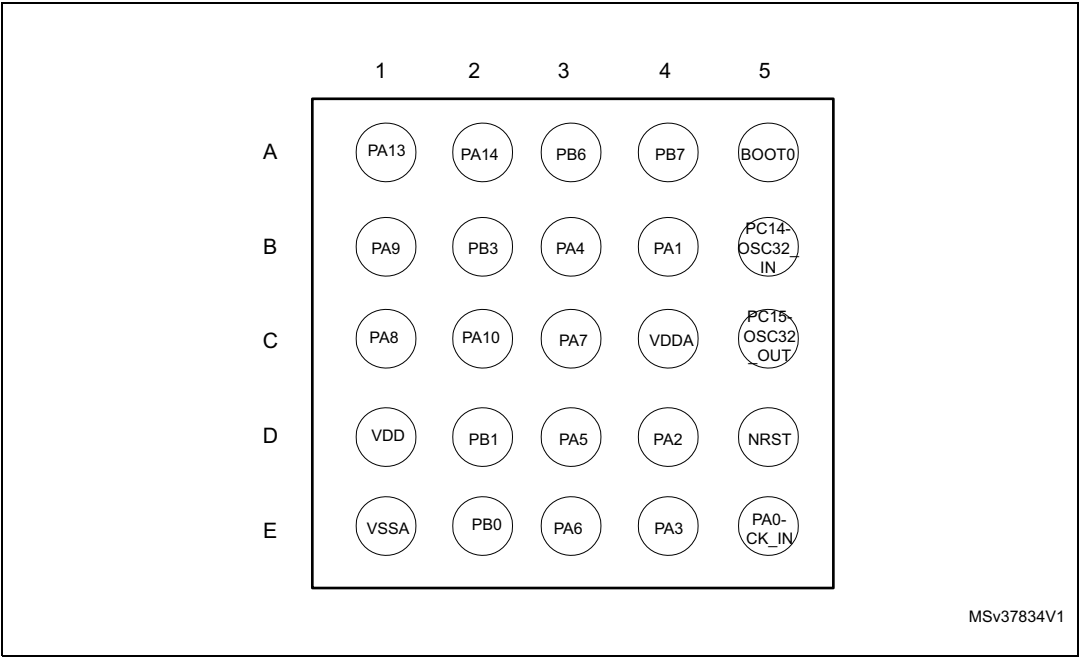 1 2 3 4 5
A PA13 PA14 PB6 PB7 BOOT0
B PA9 PB3 PA4 PA1 PC14-
OSC32_
IN
C PA8 PA10 PA7 VDDA PC15-
OSC32
_OUT
D VDD PB1 PA5 PA2 NRST
E VSSA PB0 PA6 PA3 PA0-
CK_IN
MSv37834V1